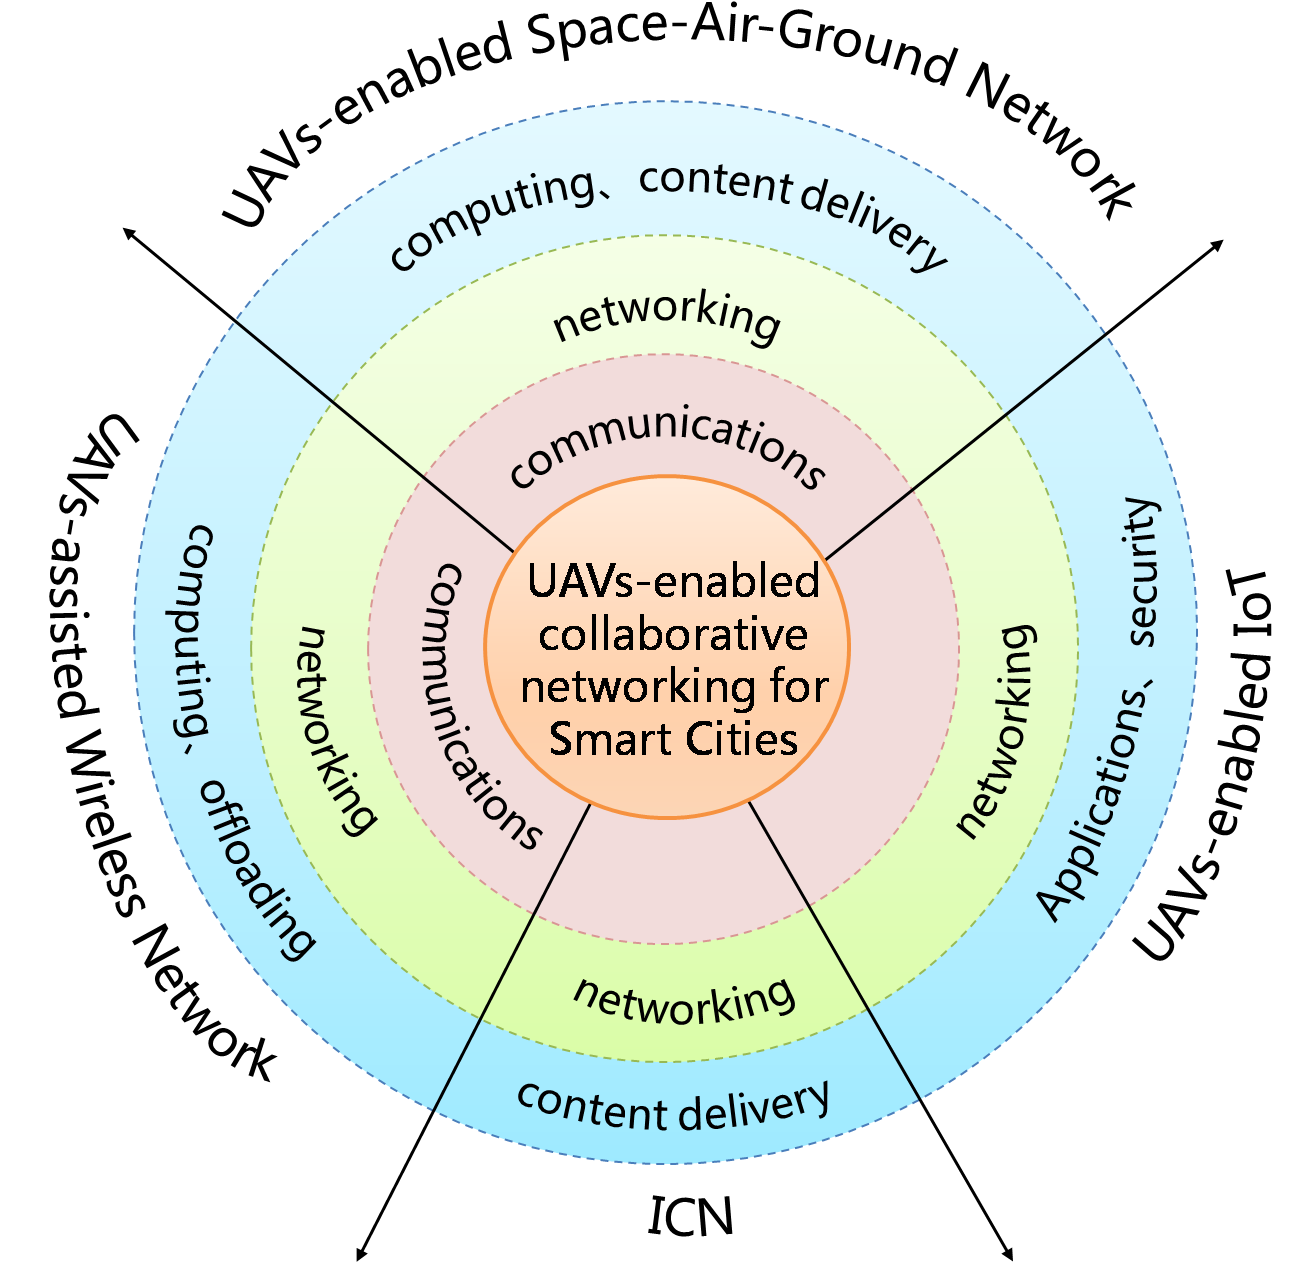 UAVs-enabled Space-Air-Ground Network
computing、content delivery
networking
communications
UAVs-enabled
collaborative
networking for
Smart Cities
UAVs-assisted Wireless Network
computing、offloading
networking
communications
networking
Applications、security
UAVs-enabled IoT
networking
content delivery
ICN